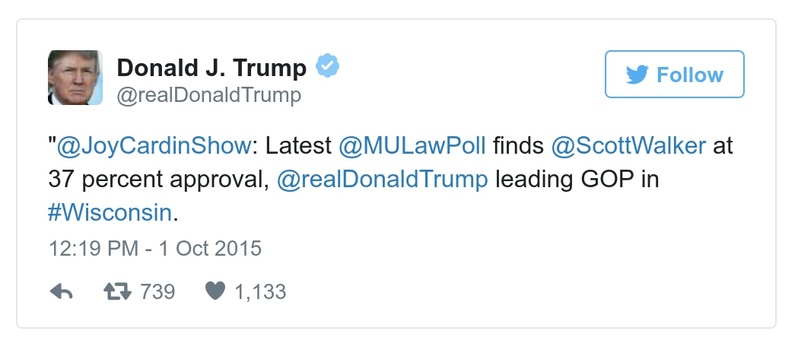 Donald J. Trump
@realDonaldTrump
Follow
"@JoyCardinShow: Latest @MULawPoll finds @ScottWalker at
37 percent approval, @realDonaldTrump leading GOP in
#Wisconsin.
12:19 PM - 1 Oct 2015
739 1,133